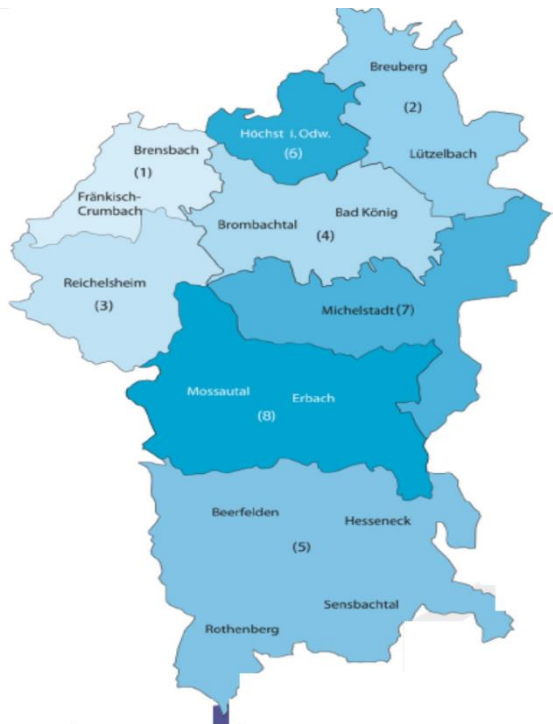 Breuberg
(2)
Höchst i. Odw.
(6)
Brensbach
(1)
Lützelbach
Fränkisch-
Crumbach
Bad König
Brombachtal
(4)
Reichelsheim
(3)
Michelstadt (7)
Mossautal
Erbach
(8)
Beerfelden
Hesseneck
(5)
Sensbachtal
Rothenberg